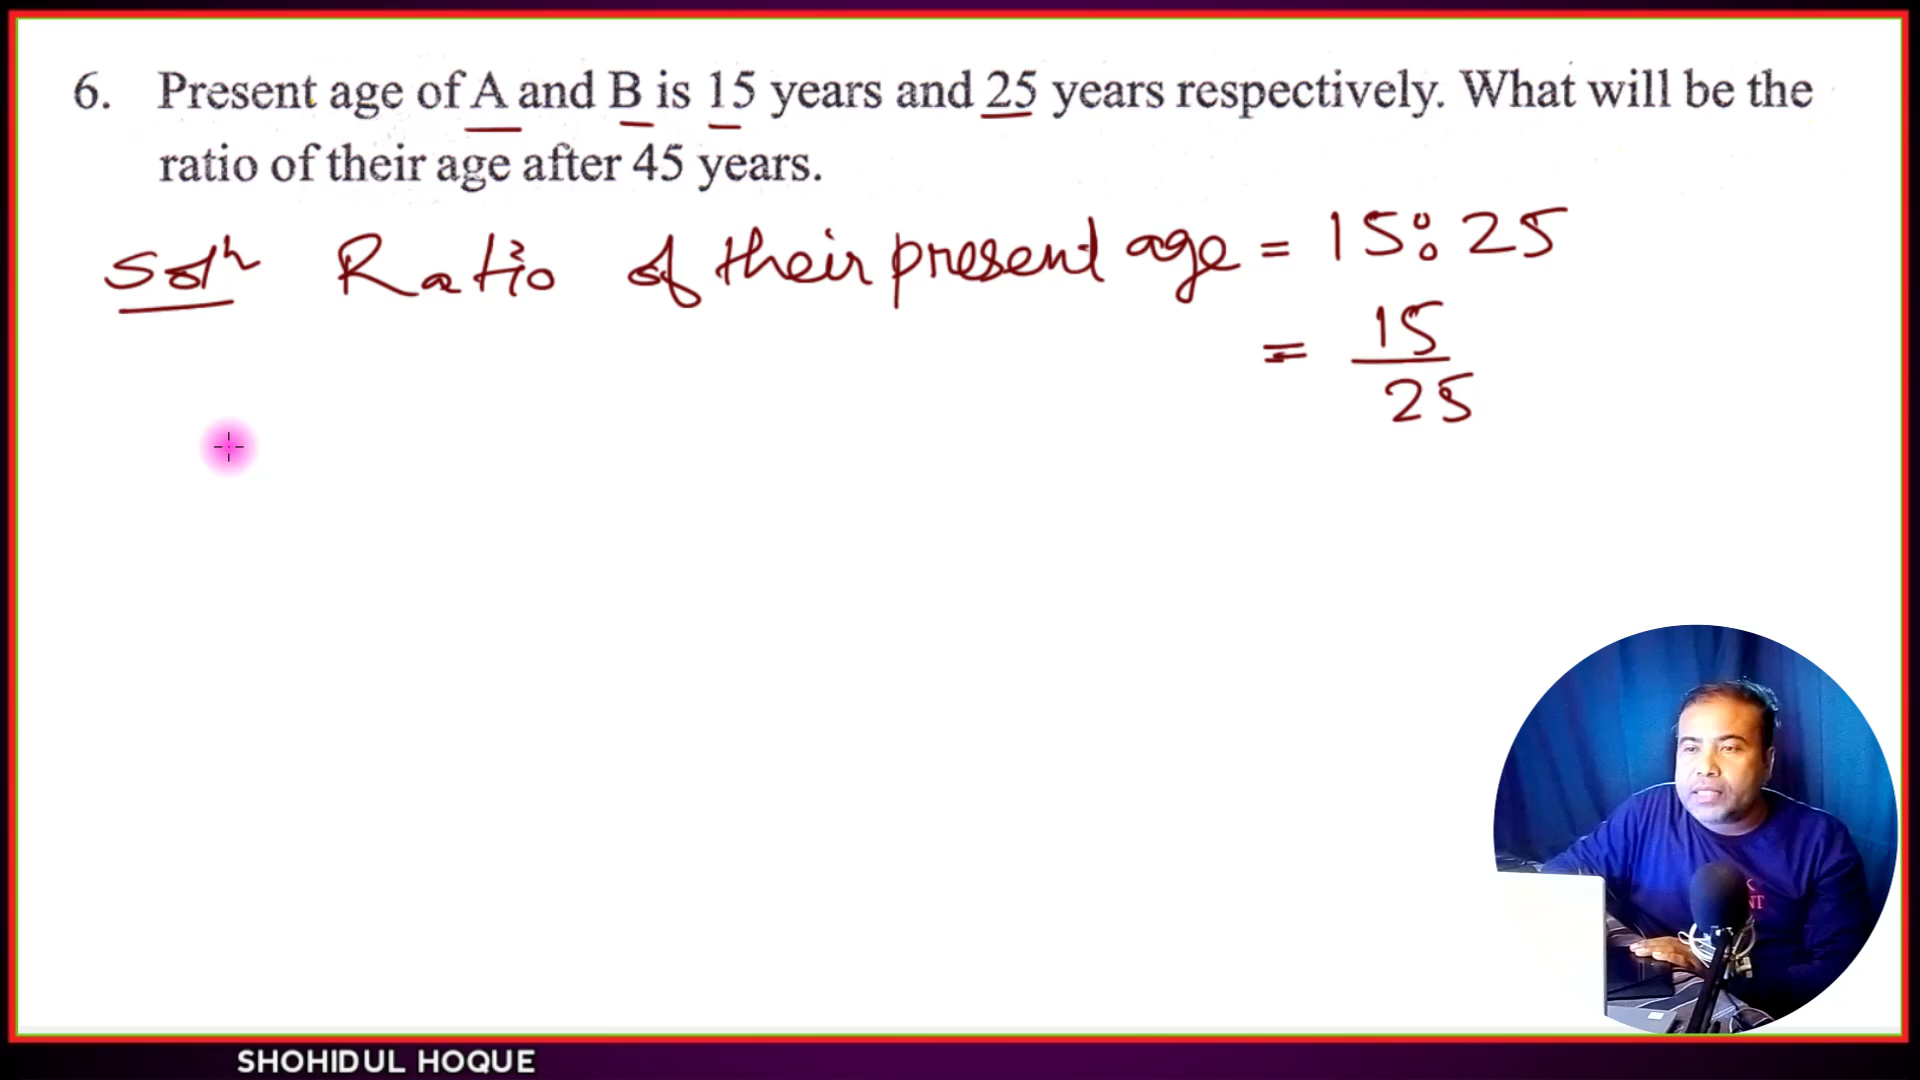 6. Present age of A and B is 15 years and 25 years respectively. What will be the
ratio of their age after 45 years.
Soln Ratio of their present age = 15:25
= 15/25
NT
SHOHIDUL HOQUE